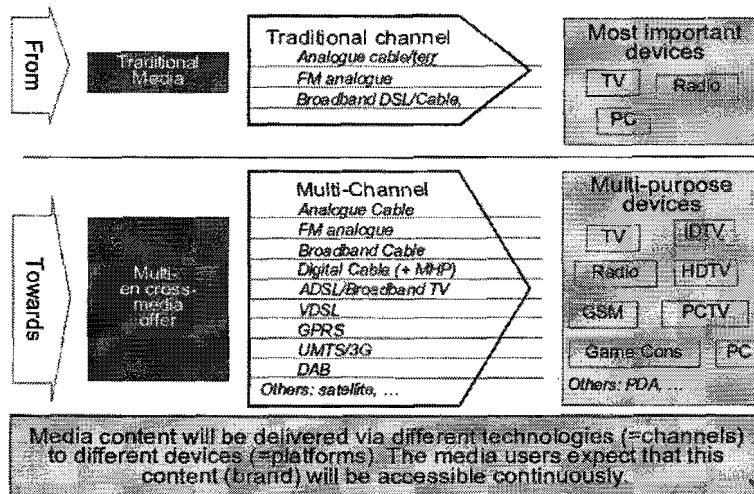 From
Traditional
Media
Traditional channel
Analogue cable/terr
FM analogue
Broadband DSL/Cable,
Most important
devices
TV
Radio
PC
Towards
Multi-
en cross-
media
offer
Multi-Channel
Analogue Cable
FM analogue
Broadband Cable
Digital Cable (+ MHP)
ADSL/Broadband TV
VDSL
GPRS
UMTS/3G
DAB
Others: satellite, ...
Multi-purpose
devices
TV
IDTV
Radio
HDTV
GSM
PCTV
Game Cons
PC
Others: PDA, ...
Media content will be delivered via different technologies (=channels)
to different devices (=platforms). The media users expect that this
content (brand) will be accessible continuously.